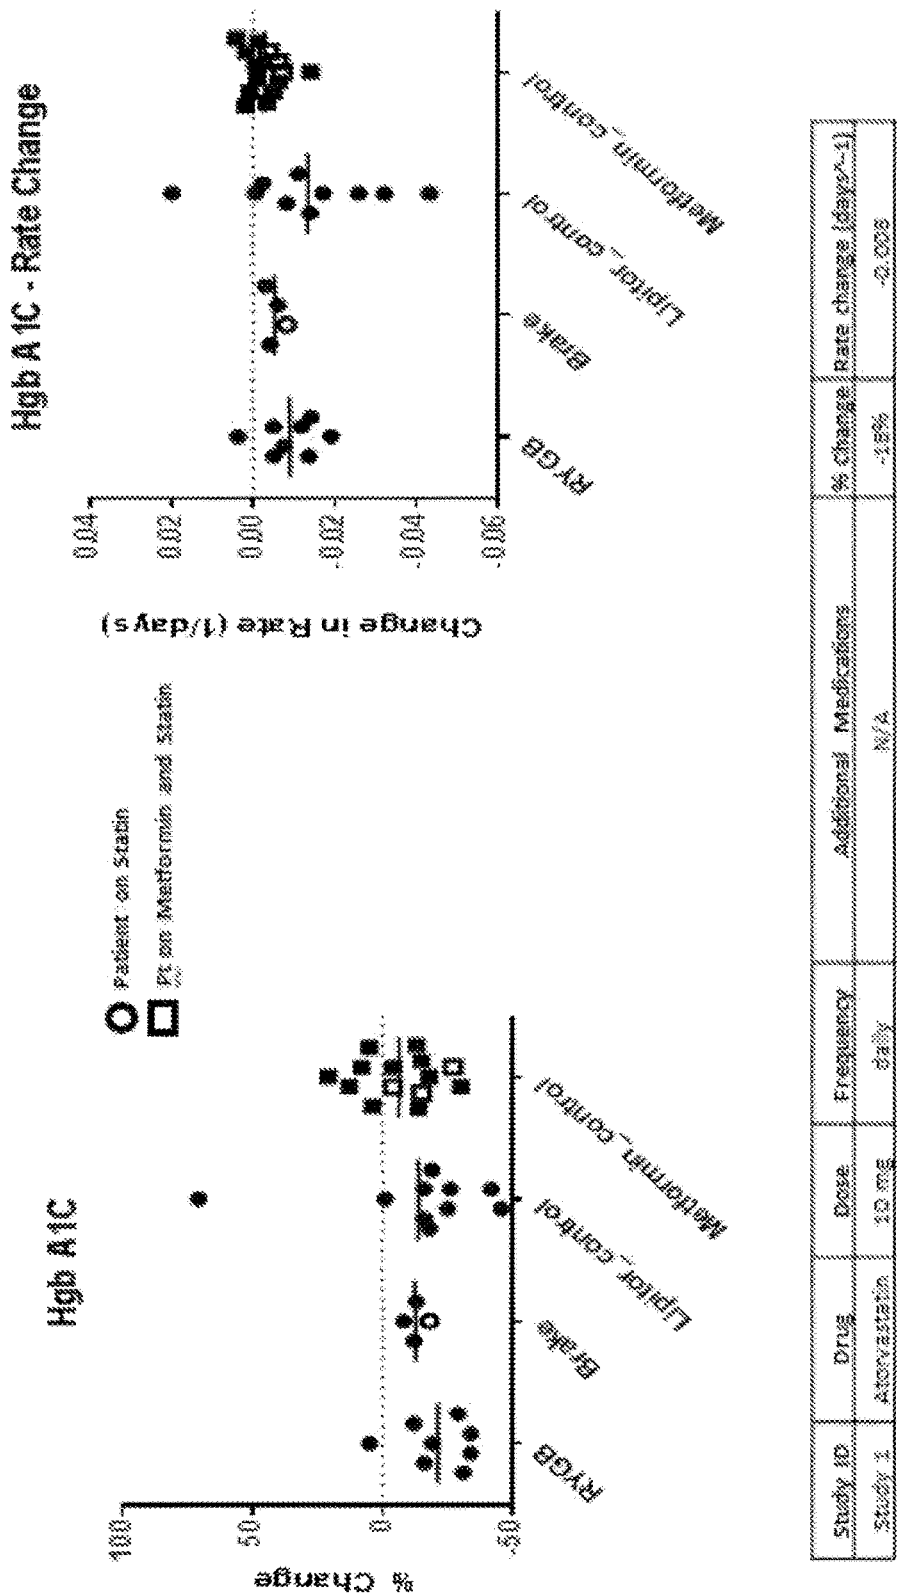 Hgb A1C
% Change
100
50
0
-50
RYGB
Brake
Lipitor_control
Metformin_control
Patient on Statin
Pt on Metformin and Statin
Hgb A1C - Rate Change
Change in Rate (1/days)
0.04
0.02
0.00
-0.02
-0.04
-0.06
RYGB
Brake
Lipitor_control
Metformin_control
Study ID Drug Dose Frequency Additional Medications % Change Rate change (days^-1)
Study 1 Atorvastatin 10 mg daily N/A -18% -0.008